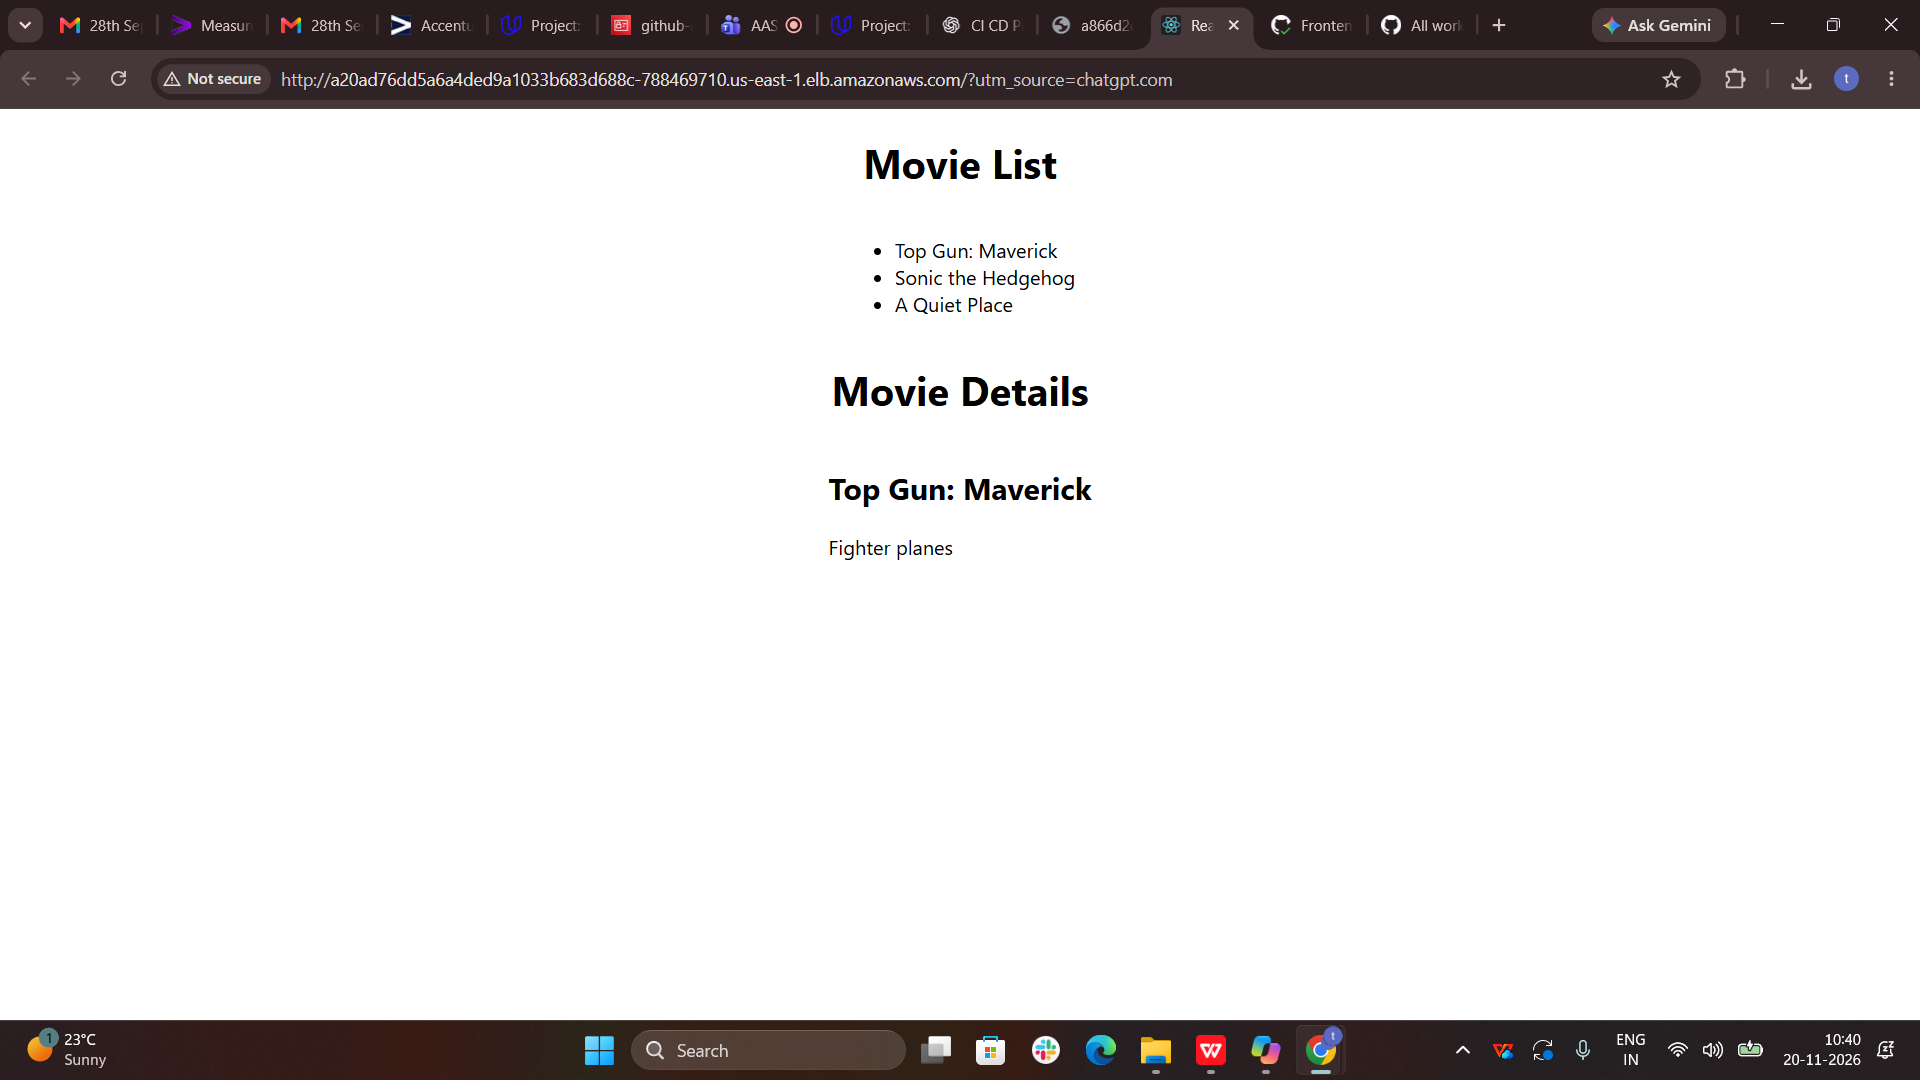 28th Se
Measur
28th Se
Accentu
Project:
github-
AAS
Project:
CI CD P
a866d2
Rea
Fronten
All work
Ask Gemini
Not secure
http://a20ad76dd5a6a4ded9a1033b683d688c-788469710.us-east-1.elb.amazonaws.com/?utm_source=chatgpt.com
t
Movie List
• Top Gun: Maverick
• Sonic the Hedgehog
• A Quiet Place
Movie Details
Top Gun: Maverick
Fighter planes
1
23°C
Sunny
Search
t
ENG
IN
10:40
20-11-2026